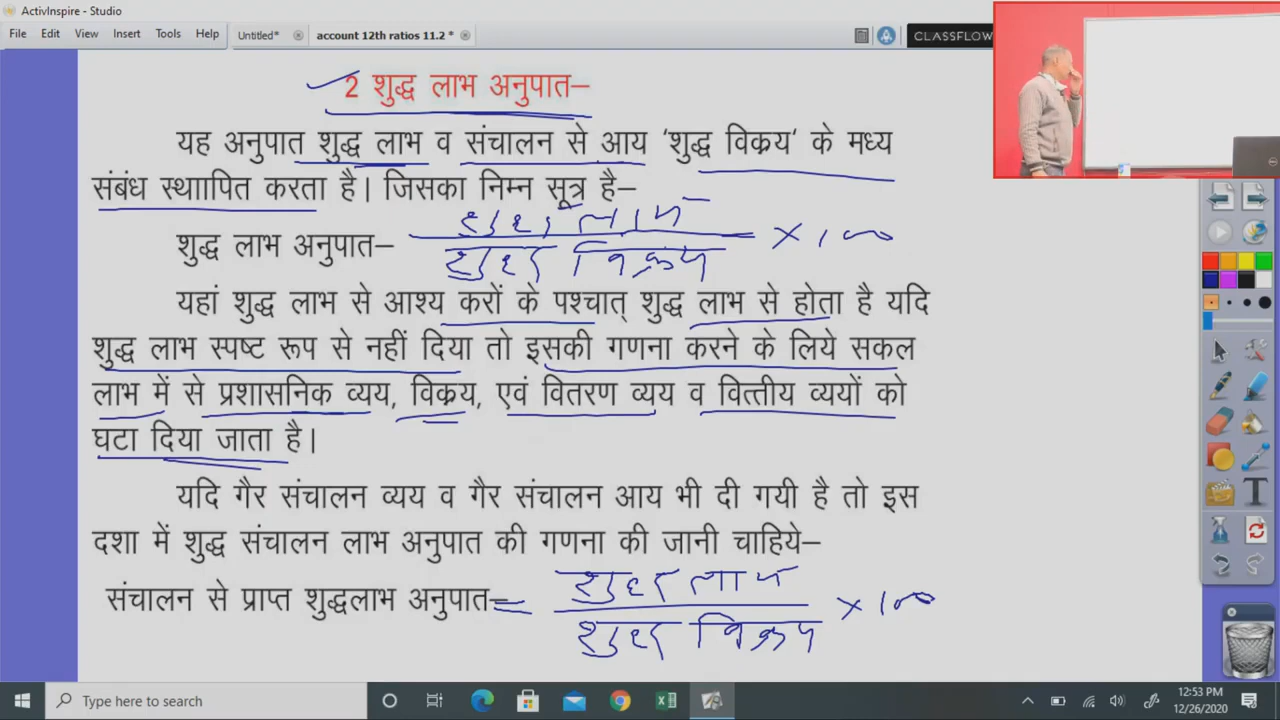 ActivInspire - Studio
File Edit View Insert Tools Help Untitled* account 12th ratios 11.2 * CLASSFLOW
2 शुद्ध लाभ अनुपात–
यह अनुपात शुद्ध लाभ व संचालन से आय 'शुद्ध विक्रय' के मध्य
संबंध स्थाापित करता है। जिसका निम्न सूत्र है–
शुद्ध लाभ
शुद्ध लाभ अनुपात– × 100
शुद्ध विक्रय
यहां शुद्ध लाभ से आश्य करों के पश्चात् शुद्ध लाभ से होता है यदि
शुद्ध लाभ स्पष्ट रूप से नहीं दिया तो इसकी गणना करने के लिये सकल
लाभ में से प्रशासनिक व्यय, विक्रय, एवं वितरण व्यय व वित्तीय व्ययों को
घटा दिया जाता है।
यदि गैर संचालन व्यय व गैर संचालन आय भी दी गयी है तो इस
दशा में शुद्ध संचालन लाभ अनुपात की गणना की जानी चाहिये–
शुद्ध लाभ
संचालन से प्राप्त शुद्धलाभ अनुपात– = × 100
शुद्ध विक्रय
Type here to search
12:53 PM
12/26/2020